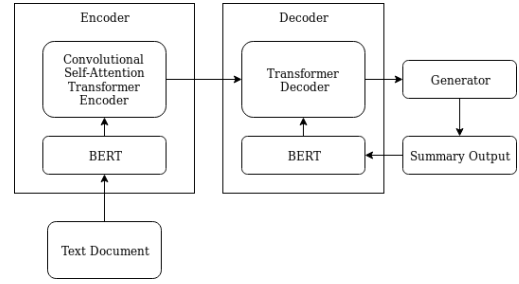 Encoder
Convolutional
Self-Attention
Transformer
Encoder
BERT
Text Document
Decoder
Transformer
Decoder
BERT
Generator
Summary Output